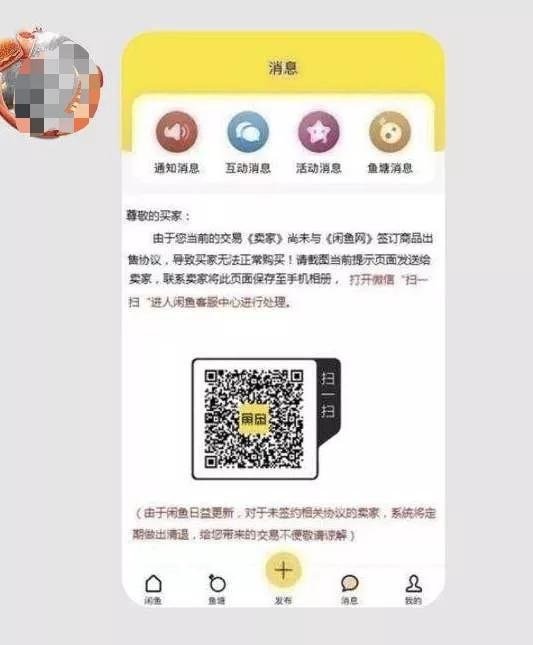 消息
通知消息 互动消息 活动消息 鱼塘消息
尊敬的买家：
由于您当前的交易《卖家》尚未与《闲鱼网》签订商品出
售协议，导致买家无法正常购买！请截图当前提示页面发送给
卖家，联系卖家将此页面保存至手机相册，打开微信“扫一
扫“进人闲鱼客服中心进行处理。
扫一扫
闲鱼
（由于闲鱼日益更新，对于未签约相关协议的卖家，系统将定
期做出清退，给您带来的交易不便敬请谅解）
闲鱼 鱼塘 发布 消息 我的